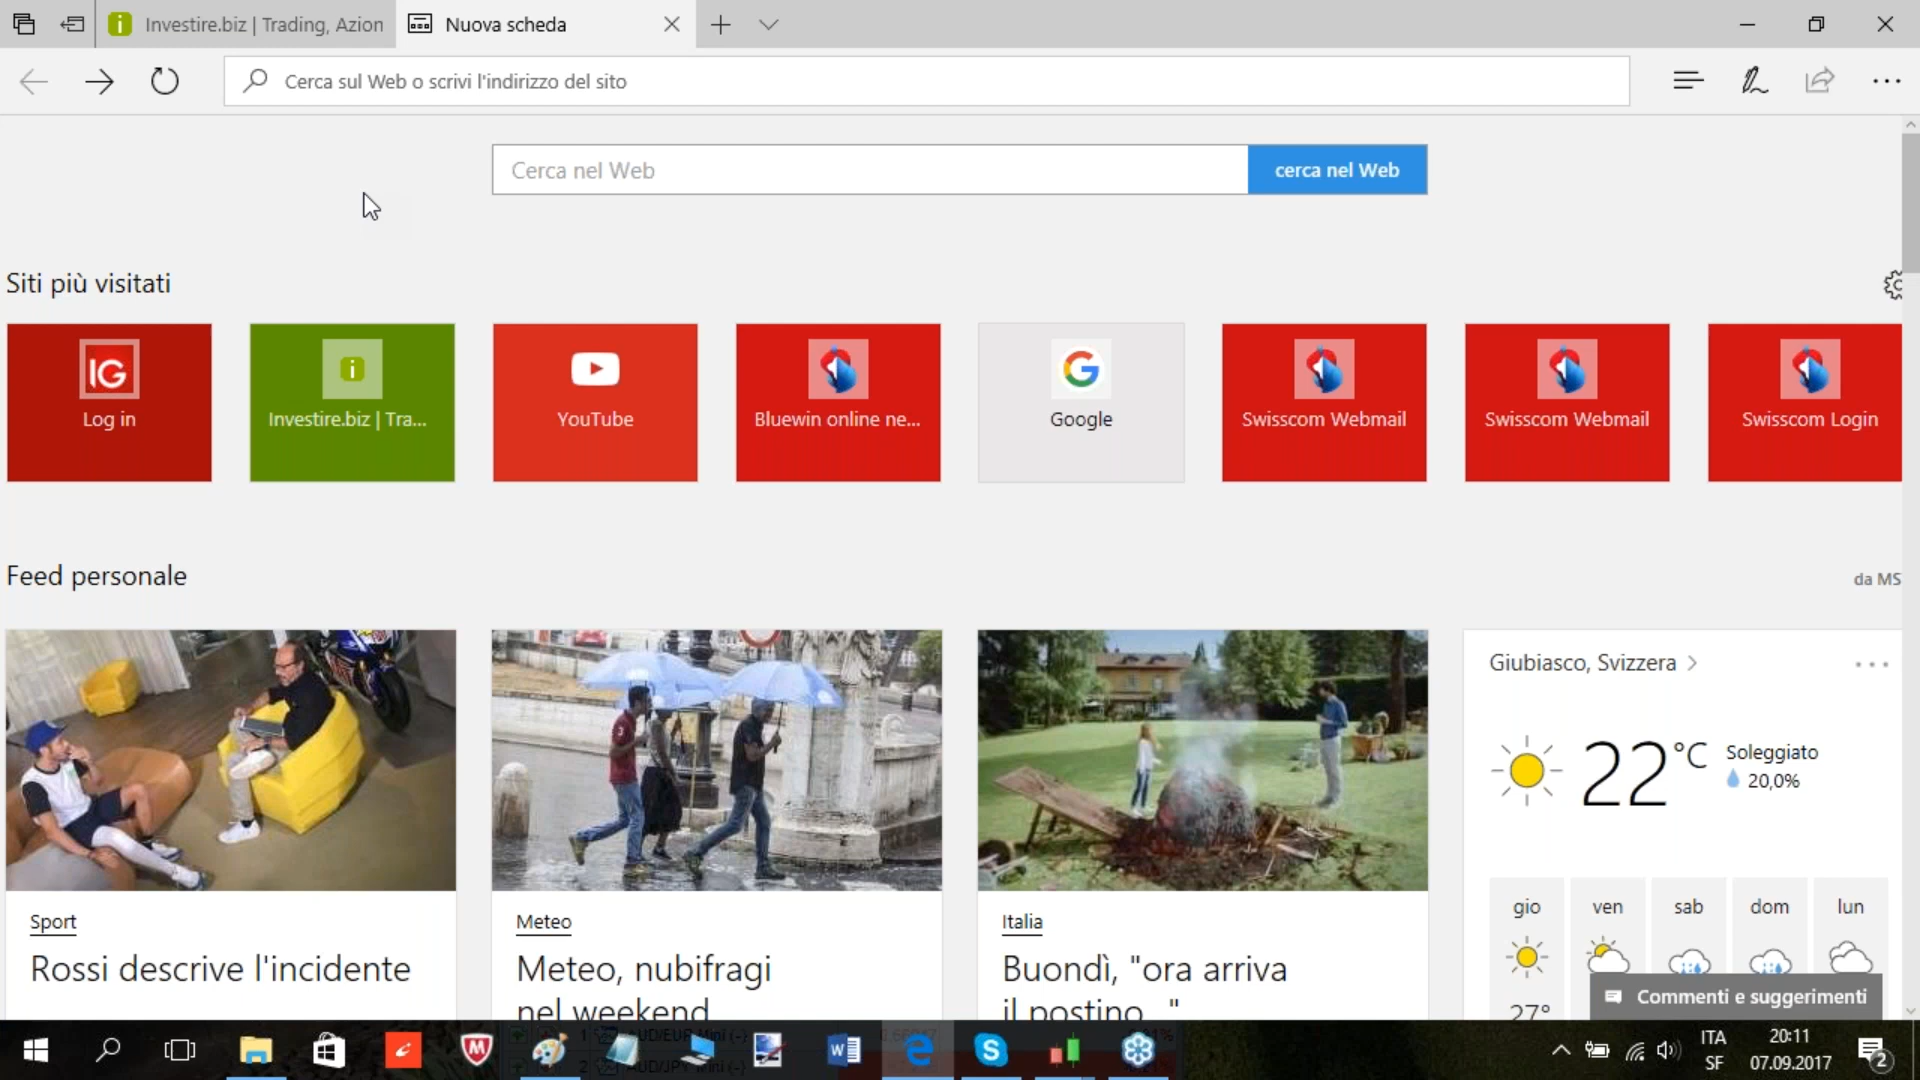 Investire.biz | Trading, Azion
Nuova scheda
Cerca sul Web o scrivi l'indirizzo del sito
Cerca nel Web
cerca nel Web
Siti più visitati
IG
Log in
Investire.biz | Tra...
YouTube
Bluewin online ne...
Google
Swisscom Webmail
Swisscom Webmail
Swisscom Login
Feed personale
da MS
Giubiasco, Svizzera
22 °C
Soleggiato
20,0%
gio ven sab dom lun
27°
Sport
Rossi descrive l'incidente
Meteo
Meteo, nubifragi
nel weekend
Italia
Buondì, "ora arriva
il postino..."
Commenti e suggerimenti
ITA
SF
20:11
07.09.2017
2